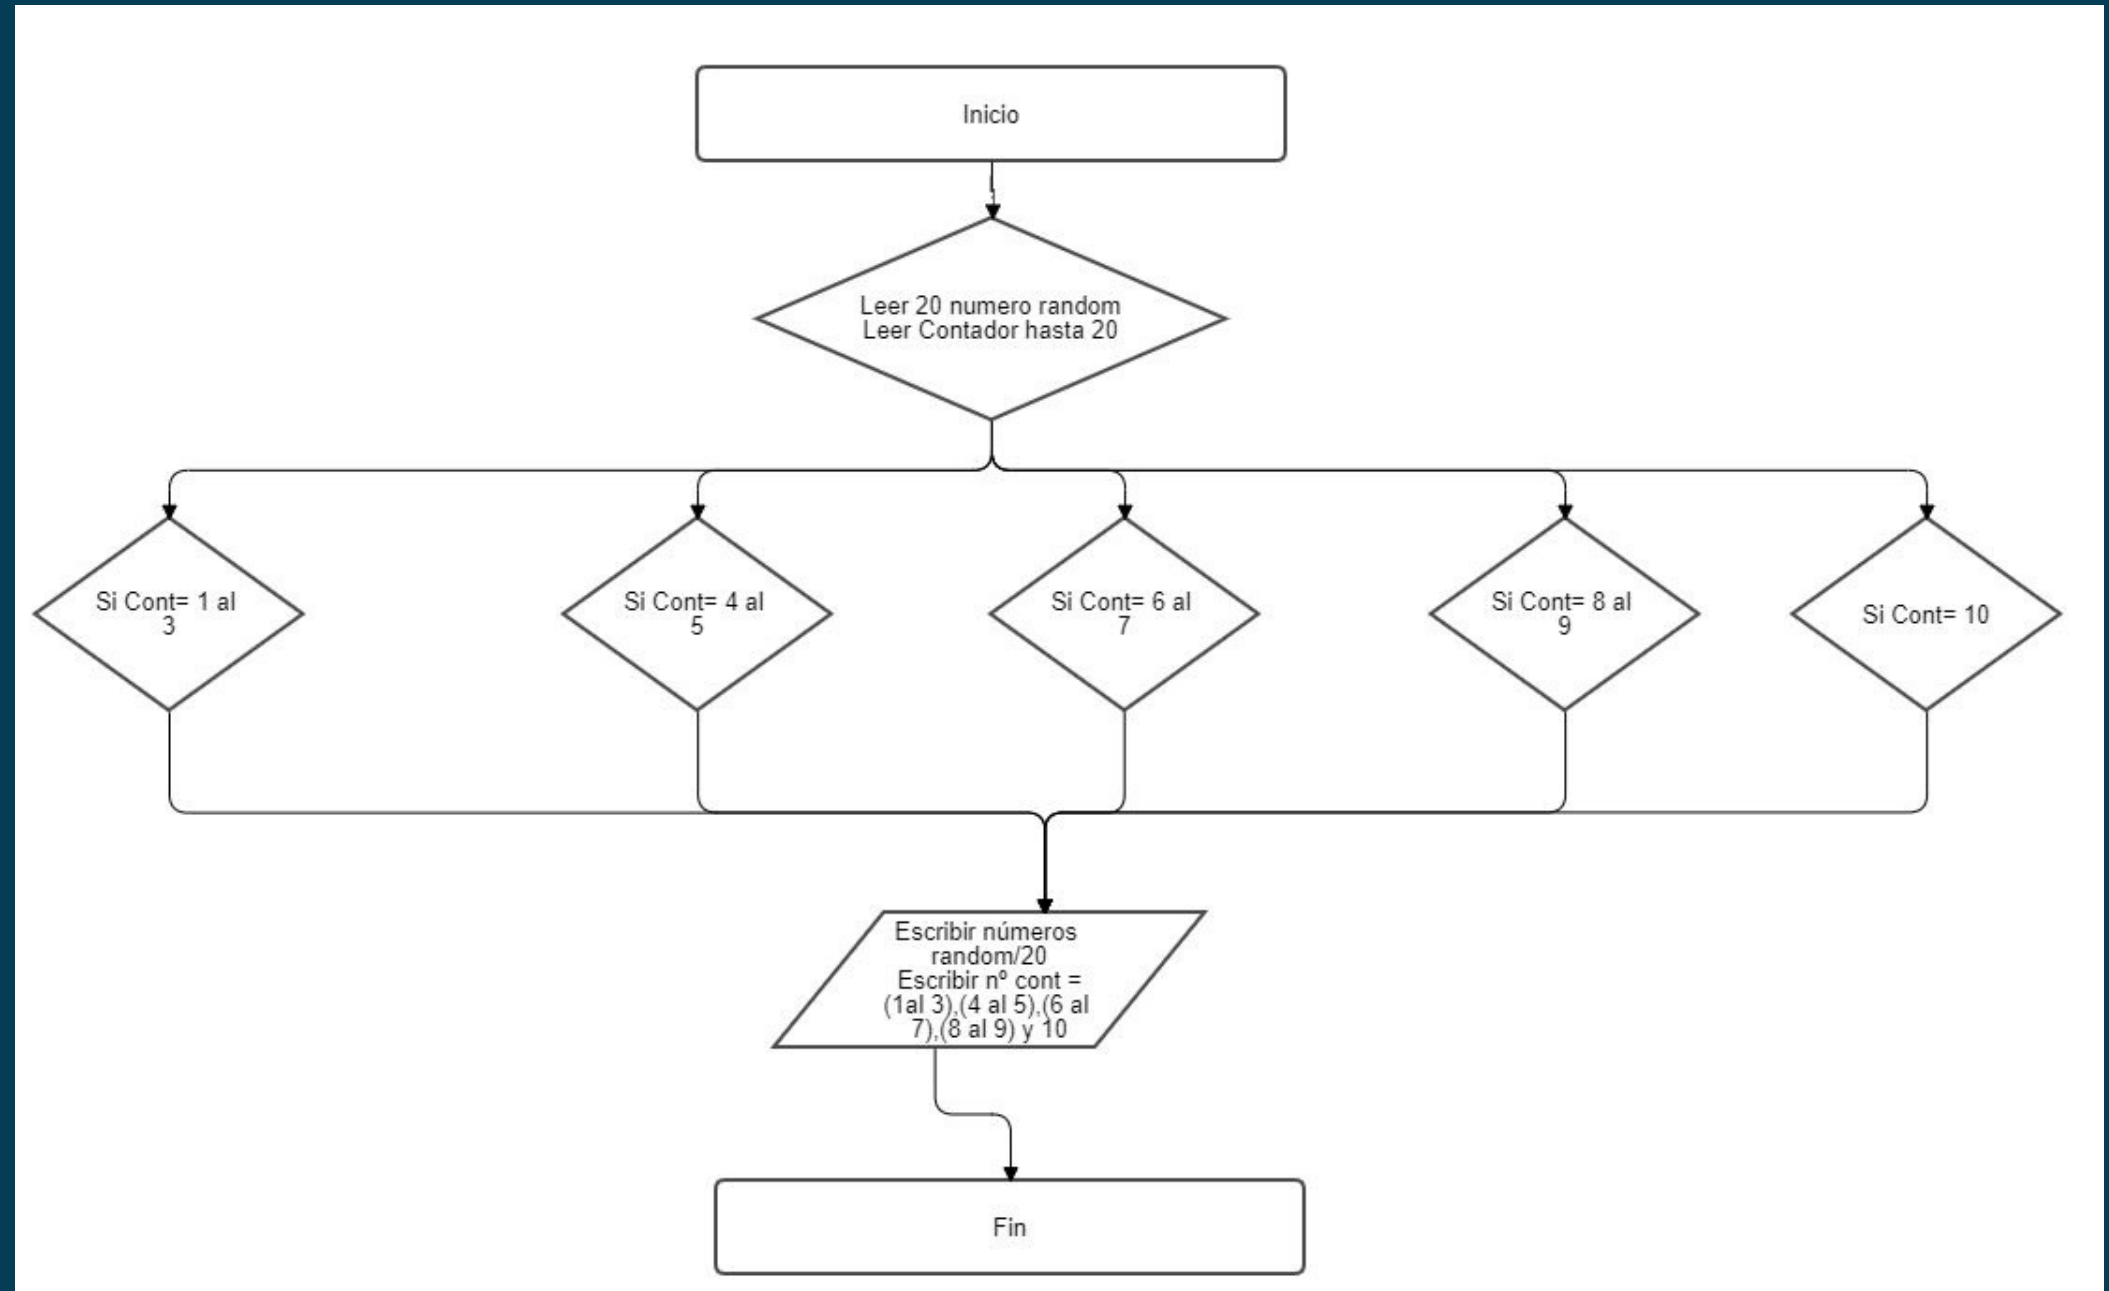 Inicio
Leer 20 numero random
Leer Contador hasta 20
Si Cont= 1 al
3
Si Cont= 4 al
5
Si Cont= 6 al
7
Si Cont= 8 al
9
Si Cont= 10
Escribir números
random/20
Escribir nº cont =
(1al 3),(4 al 5),(6 al
7),(8 al 9) y 10
Fin